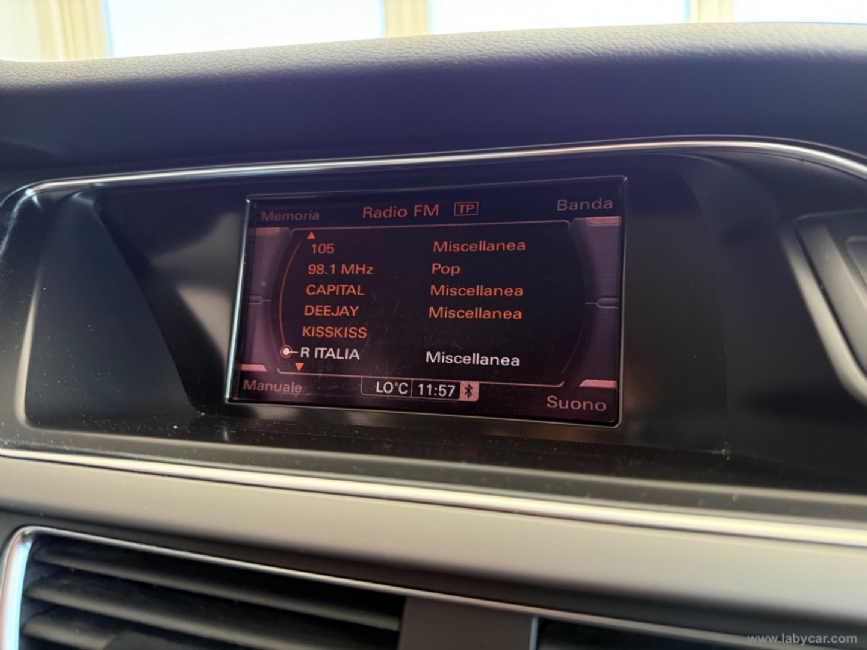 Memoria Radio FM TP Banda
105 Miscellanea
98.1 MHz Pop
CAPITAL Miscellanea
DEEJAY Miscellanea
KISSKISS
R ITALIA Miscellanea
Manuale LO°C 11:57 Suono
www.labycar.com